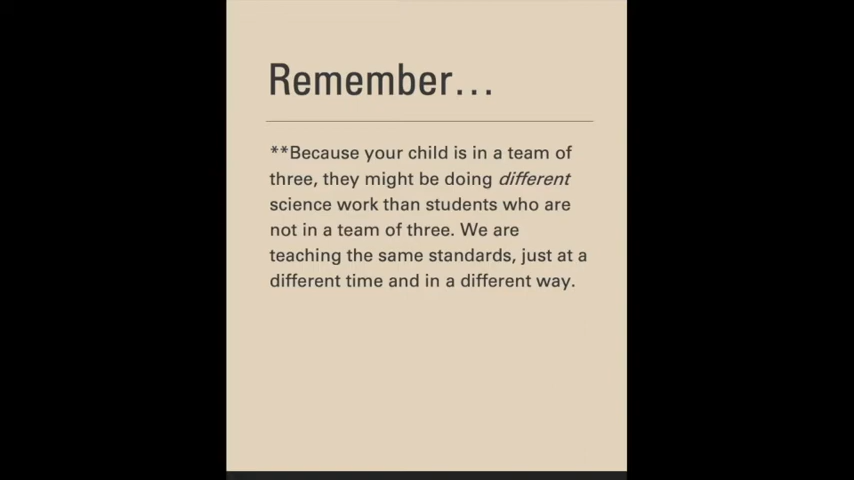 Remember...
**Because your child is in a team of
three, they might be doing different
science work than students who are
not in a team of three. We are
teaching the same standards, just at a
different time and in a different way.